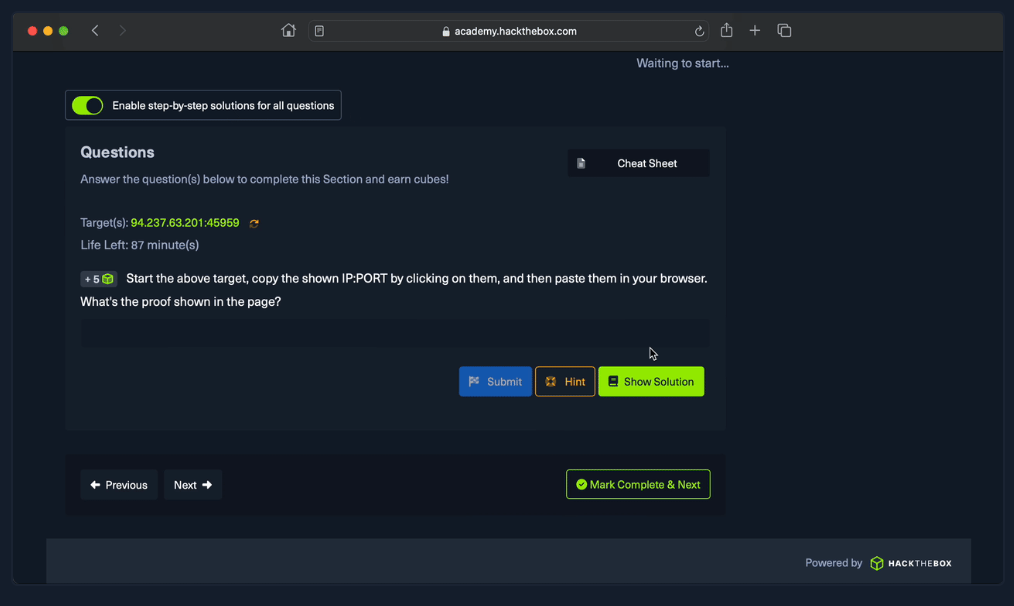 academy.hackthebox.com
Waiting to start...
Enable step-by-step solutions for all questions
Questions
Cheat Sheet
Answer the question(s) below to complete this Section and earn cubes!
Target(s): 94.237.63.201:45959
Life Left: 87 minute(s)
+ 5 Start the above target, copy the shown IP:PORT by clicking on them, and then paste them in your browser.
What's the proof shown in the page?
Submit Hint Show Solution
Previous Next Mark Complete & Next
Powered by HACKTHEBOX